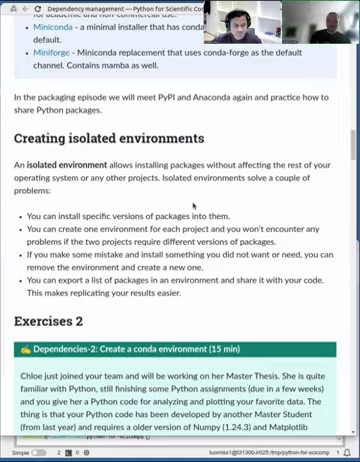 Dependency management — Python for Scientific Con
for academic and non-commercial use.
Miniconda - a minimal installer that has conda
default.
Miniforge - Miniconda replacement that uses conda-forge as the default
channel. Contains mamba as well.
In the packaging episode we will meet PyPI and Anaconda again and practice how to
share Python packages.
Creating isolated environments
An isolated environment allows installing packages without affecting the rest of your
operating system or any other projects. Isolated environments solve a couple of
problems:
• You can install specific versions of packages into them.
• You can create one environment for each project and you won't encounter any
problems if the two projects require different versions of packages.
• If you make some mistake and install something you did not want or need, you can
remove the environment and create a new one.
• You can export a list of packages in an environment and share it with your code.
This makes replicating your results easier.
Exercises 2
Dependencies-2: Create a conda environment (15 min)
Chloe just joined your team and will be working on her Master Thesis. She is quite
familiar with Python, still finishing some Python assignments (due in a few weeks)
and you give her a Python code for analyzing and plotting your favorite data. The
thing is that your Python code has been developed by another Master Student
(from last year) and requires a older version of Numpy (1.24.3) and Matplotlib
Simple